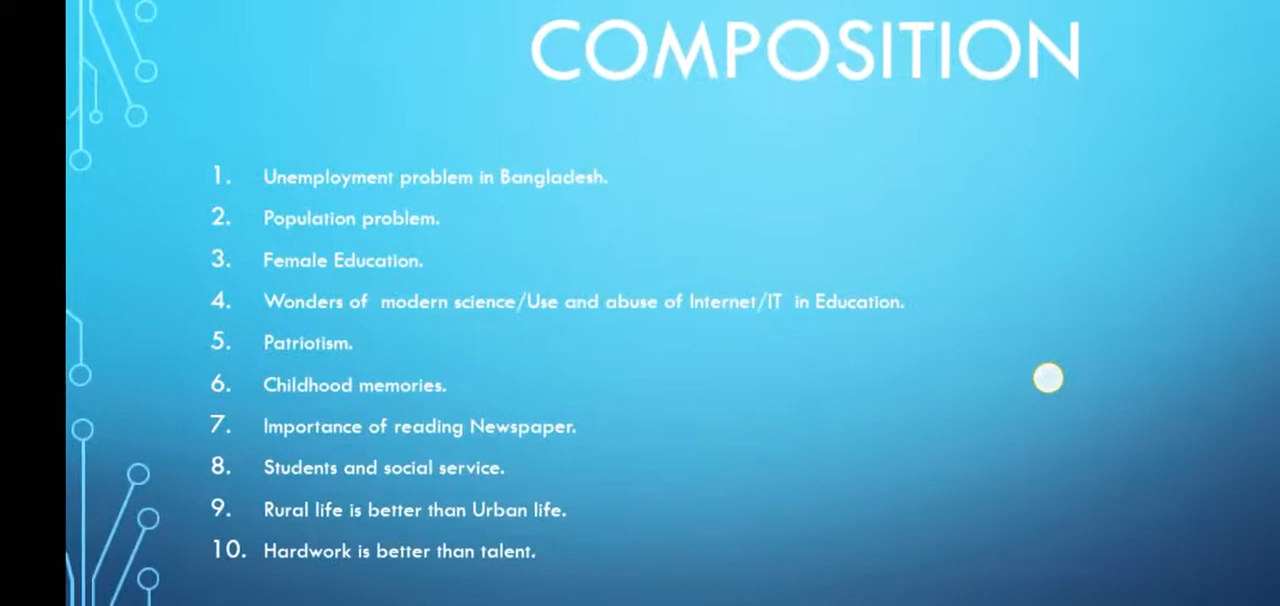 COMPOSITION
1. Unemployment problem in Bangladesh.
2. Population problem.
3. Female Education.
4. Wonders of modern science/Use and abuse of Internet/IT in Education.
5. Patriotism.
6. Childhood memories.
7. Importance of reading Newspaper.
8. Students and social service.
9. Rural life is better than Urban life.
10. Hardwork is better than talent.